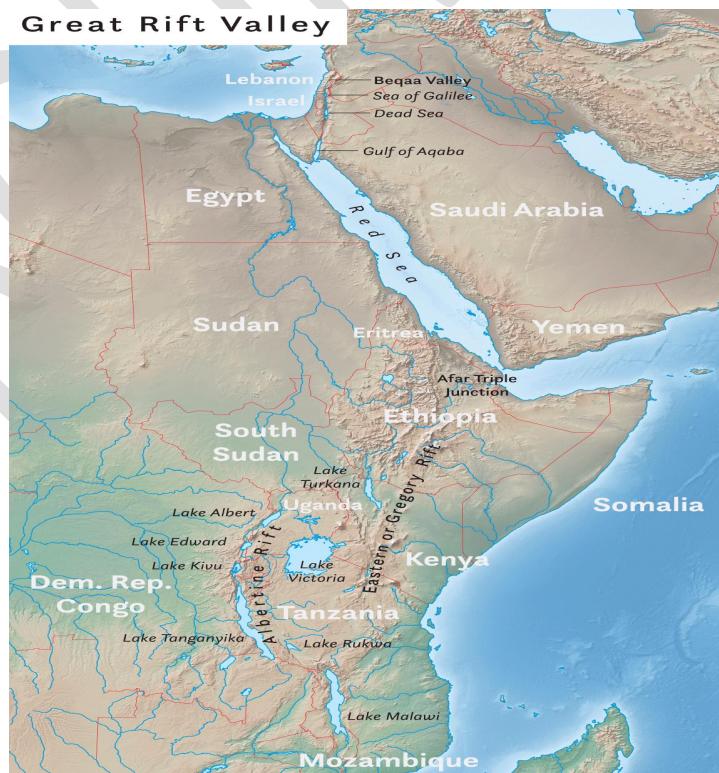 Great Rift Valley
Lebanon
Beqaa Valley
Israel
Sea of Galilee
Dead Sea
Gulf of Aqaba
Egypt
Red Sea
Saudi Arabia
Sudan
Eritrea
Yemen
Afar Triple
Junction
Ethiopia
South
Sudan
Lake
Turkana
Eastern or Gregory Rift
Uganda
Lake Albert
Somalia
Lake Edward
Albertine Rift
Lake Kivu
Lake
Victoria
Kenya
Dem. Rep.
Congo
Tanzania
Lake Tanganyika
Lake Rukwa
Lake Malawi
Mozambique